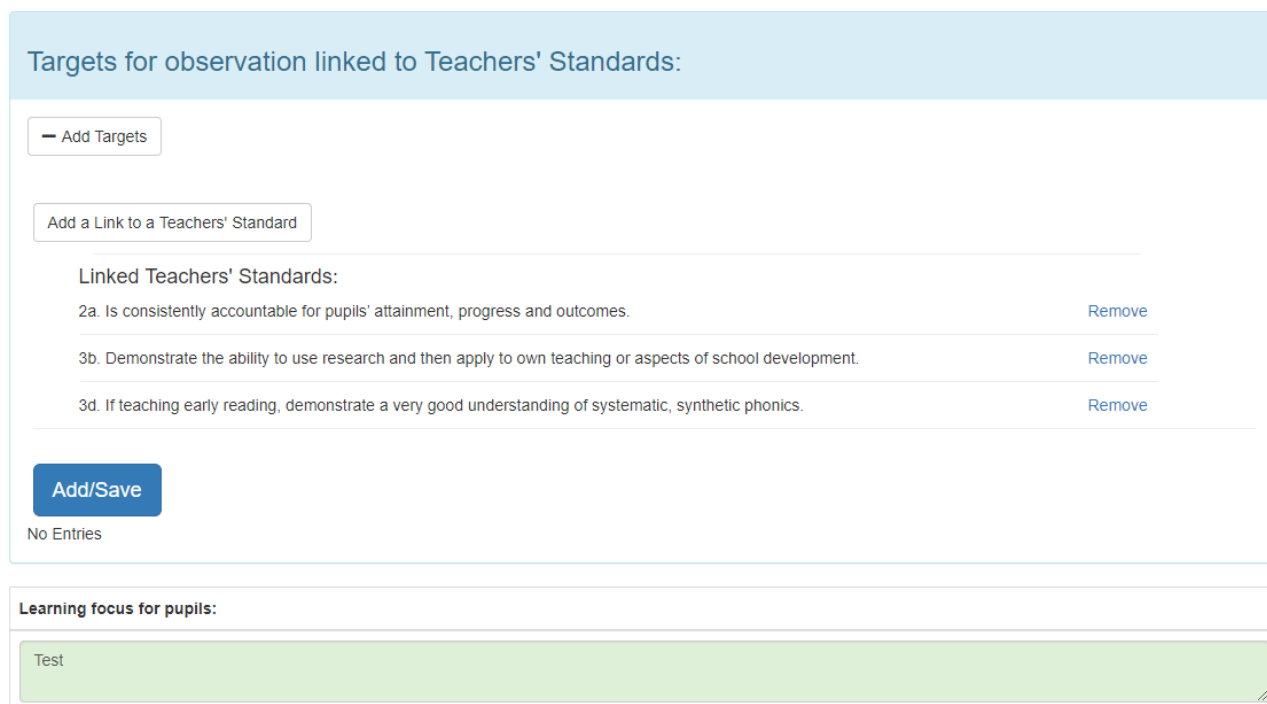 Targets for observation linked to Teachers' Standards:
Add Targets
Add a Link to a Teachers' Standard
Linked Teachers' Standards:
2a. Is consistently accountable for pupils' attainment, progress and outcomes. Remove
3b. Demonstrate the ability to use research and then apply to own teaching or aspects of school development. Remove
3d. If teaching early reading, demonstrate a very good understanding of systematic, synthetic phonics. Remove
Add/Save
No Entries
Learning focus for pupils:
Test